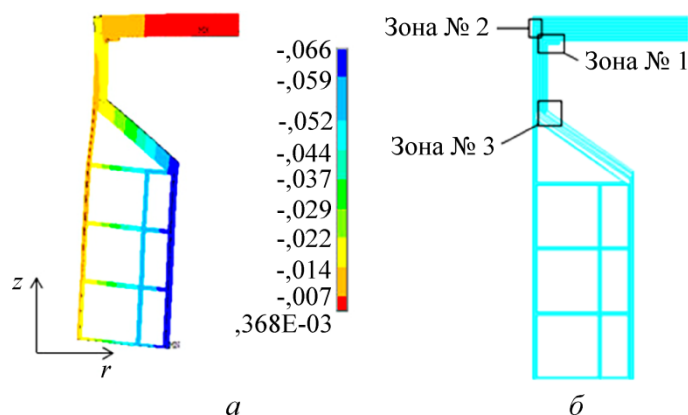 -,066
-,059
-,052
-,044
-,037
-,029
-,022
-,014
-,007
,368E-03
z
r
а
Зона № 2
Зона № 1
Зона № 3
б